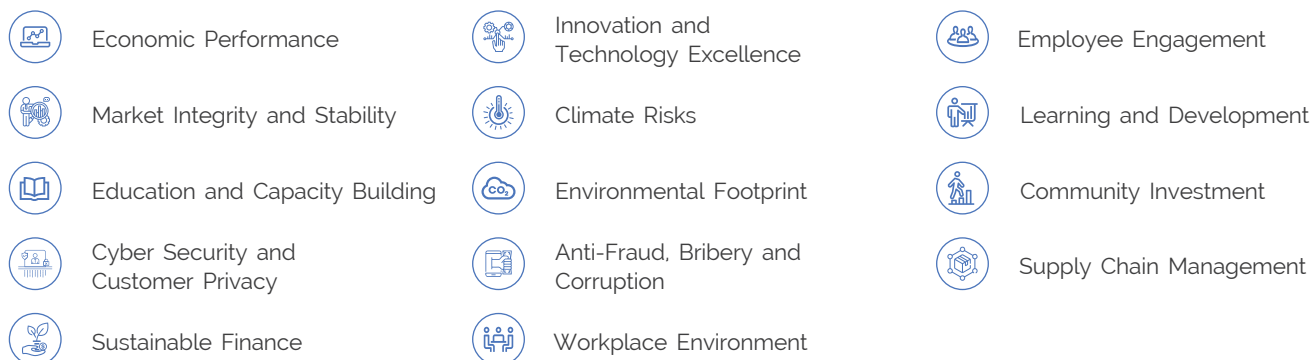 Economic Performance
Market Integrity and Stability
Education and Capacity Building
Cyber Security and
Customer Privacy
Sustainable Finance
Innovation and
Technology Excellence
Climate Risks
CO₂
Environmental Footprint
Anti-Fraud, Bribery and
Corruption
Workplace Environment
Employee Engagement
Learning and Development
Community Investment
Supply Chain Management